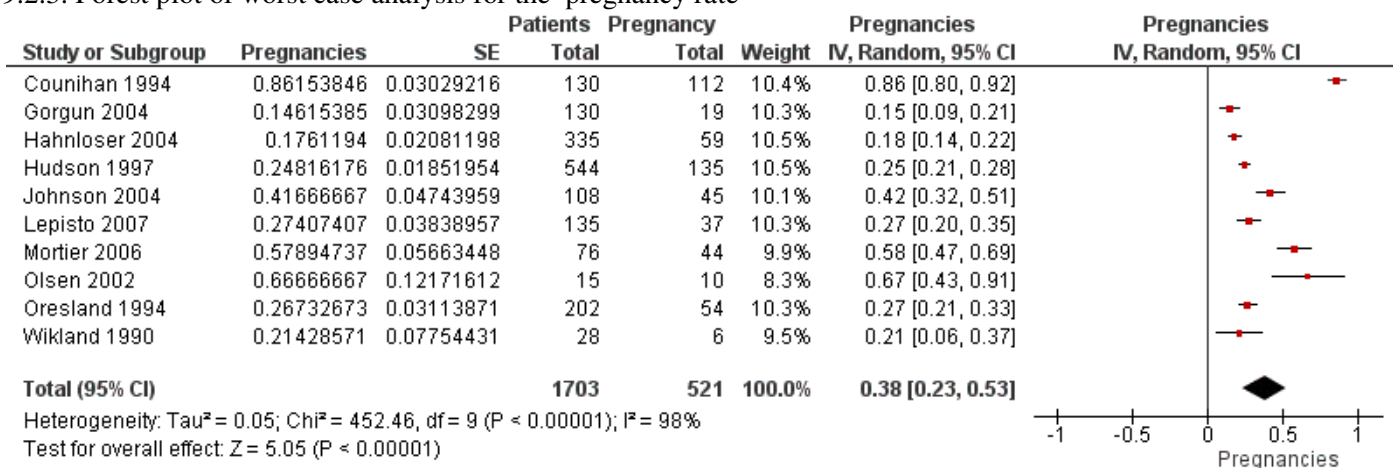 9.2.3. Forest plot of worst case analysis for the pregnancy rate
Patients Pregnancy Pregnancies Pregnancies
Study or Subgroup Pregnancies SE Total Total Weight IV, Random, 95% CI IV, Random, 95% CI
Counihan 1994 0.86153846 0.03029216 130 112 10.4% 0.86 [0.80, 0.92]
Gorgun 2004 0.14615385 0.03098299 130 19 10.3% 0.15 [0.09, 0.21]
Hahnloser 2004 0.1761194 0.02081198 335 59 10.5% 0.18 [0.14, 0.22]
Hudson 1997 0.24816176 0.01851954 544 135 10.5% 0.25 [0.21, 0.28]
Johnson 2004 0.41666667 0.04743959 108 45 10.1% 0.42 [0.32, 0.51]
Lepisto 2007 0.27407407 0.03838957 135 37 10.3% 0.27 [0.20, 0.35]
Mortier 2006 0.57894737 0.05663448 76 44 9.9% 0.58 [0.47, 0.69]
Olsen 2002 0.66666667 0.12171612 15 10 8.3% 0.67 [0.43, 0.91]
Oresland 1994 0.26732673 0.03113871 202 54 10.3% 0.27 [0.21, 0.33]
Wikland 1990 0.21428571 0.07754431 28 6 9.5% 0.21 [0.06, 0.37]
Total (95% CI) 1703 521 100.0% 0.38 [0.23, 0.53]
Heterogeneity: Tau² = 0.05; Chi² = 452.46, df = 9 (P < 0.00001); I² = 98%
Test for overall effect: Z = 5.05 (P < 0.00001)
-1 -0.5 0 0.5 1
Pregnancies